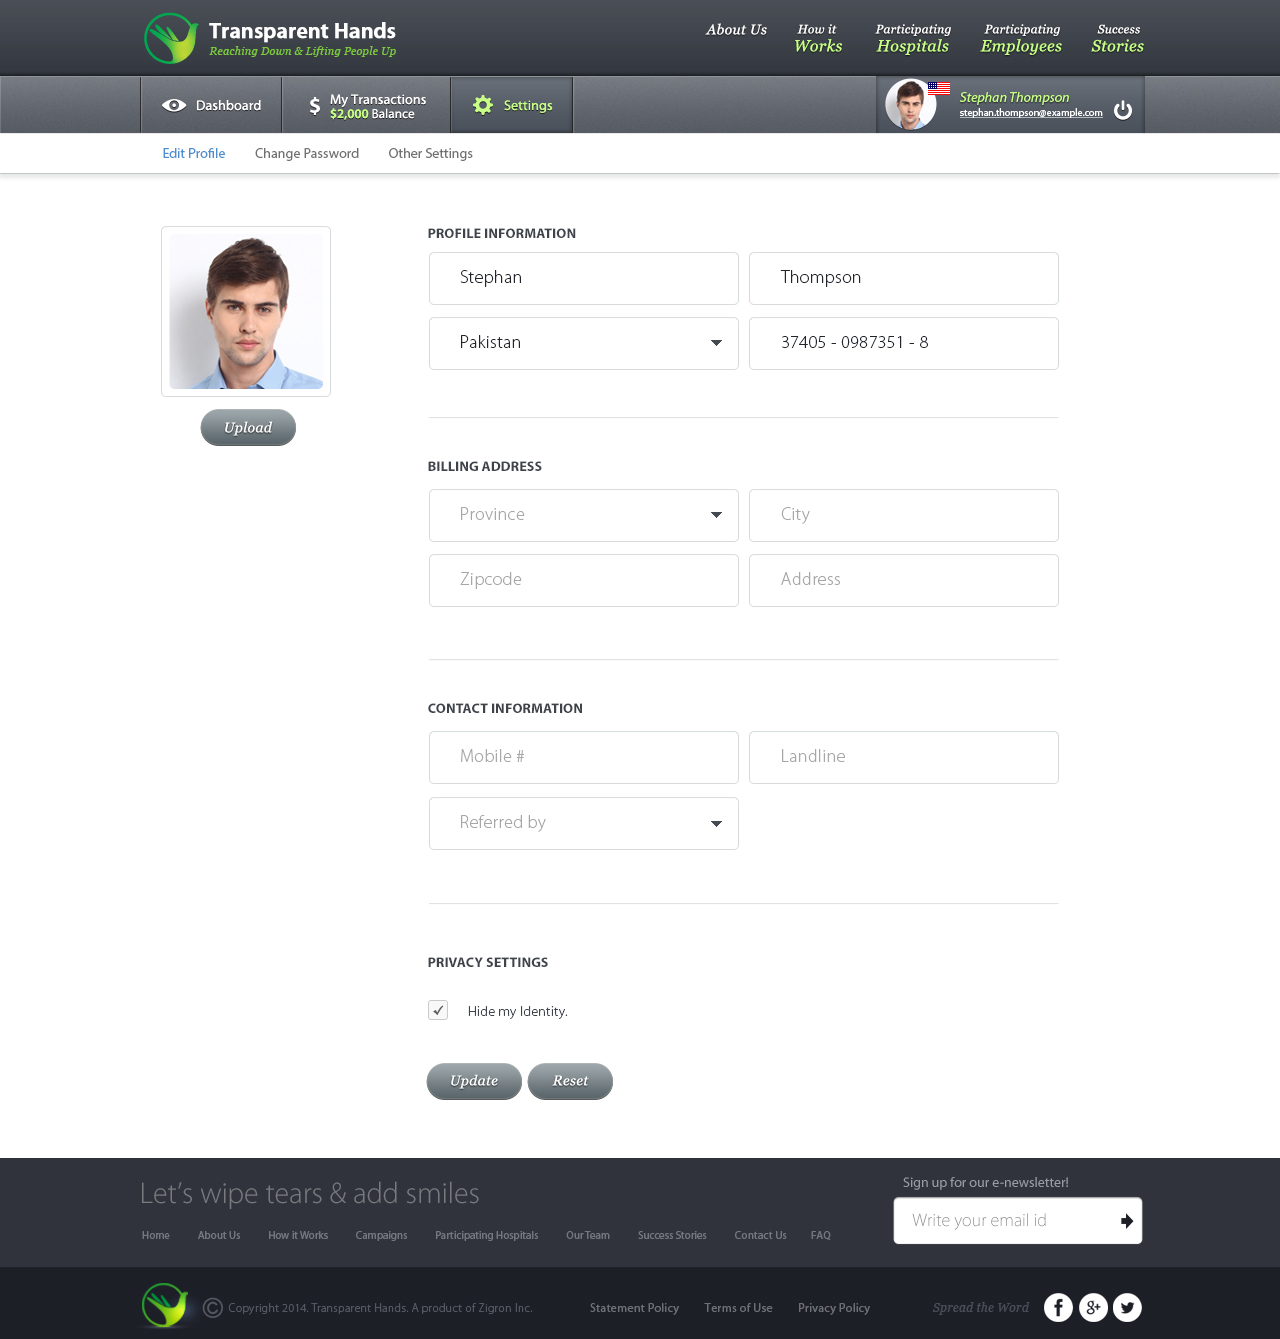 Transparent Hands
Reaching Down & Lifting People Up
About Us
How it
Works
Participating
Hospitals
Participating
Employees
Success
Stories
Dashboard
$ My Transactions
$2,000 Balance
Settings
Stephan Thompson
stephan.thompson@example.com
Edit Profile
Change Password
Other Settings
Upload
PROFILE INFORMATION
Stephan
Thompson
Pakistan
37405 - 0987351 - 8
BILLING ADDRESS
Province
City
Zipcode
Address
CONTACT INFORMATION
Mobile #
Landline
Referred by
PRIVACY SETTINGS
Hide my Identity.
Update
Reset
Let's wipe tears & add smiles
Home
About Us
How it Works
Campaigns
Participating Hospitals
Our Team
Success Stories
Contact Us
FAQ
Sign up for our e-newsletter!
Write your email id
© Copyright 2014. Transparent Hands. A product of Zigron Inc.
Statement Policy
Terms of Use
Privacy Policy
Spread the Word
f
g+